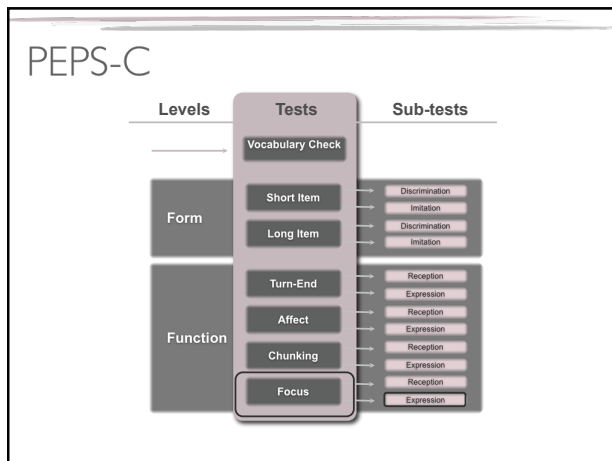 PEPS-C
Levels Tests Sub-tests
Vocabulary Check
Form
Short Item
Discrimination
Imitation
Long Item
Discrimination
Imitation
Function
Turn-End
Reception
Expression
Affect
Reception
Expression
Chunking
Reception
Expression
Focus
Reception
Expression